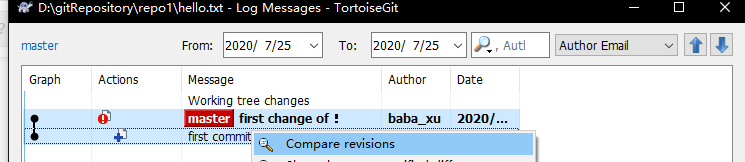 D:\gitRepository\repo1\hello.txt - Log Messages - TortoiseGit
master From: 2020/ 7/25 To: 2020/ 7/25 , Autl Author Email
Graph Actions Message Author Date
Working tree changes
master first change of ! baba_xu 2020/...
first commit
Compare revisions